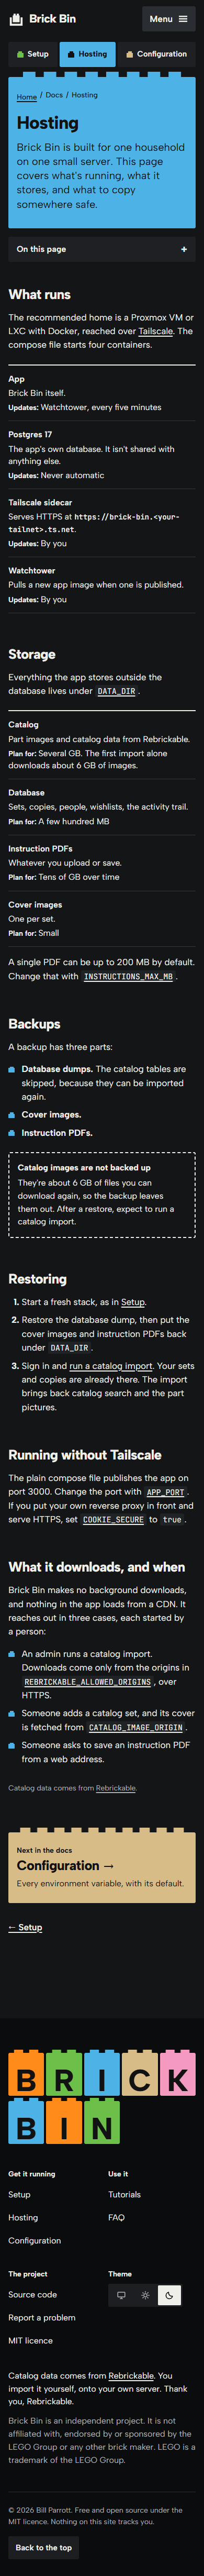 Brick Bin
Menu
Setup
Hosting
Configuration
Home / Docs / Hosting
Hosting
Brick Bin is built for one household
on one small server. This page
covers what's running, what it
stores, and what to copy
somewhere safe.
On this page +
What runs
The recommended home is a Proxmox VM or
LXC with Docker, reached over Tailscale. The
compose file starts four containers.
App
Brick Bin itself.
Updates: Watchtower, every five minutes
Postgres 17
The app's own database. It isn't shared with
anything else.
Updates: Never automatic
Tailscale sidecar
Serves HTTPS at https://brick-bin.<your-
tailnet>.ts.net.
Updates: By you
Watchtower
Pulls a new app image when one is published.
Updates: By you
Storage
Everything the app stores outside the
database lives under DATA_DIR.
Catalog
Part images and catalog data from Rebrickable.
Plan for: Several GB. The first import alone
downloads about 6 GB of images.
Database
Sets, copies, people, wishlists, the activity trail.
Plan for: A few hundred MB
Instruction PDFs
Whatever you upload or save.
Plan for: Tens of GB over time
Cover images
One per set.
Plan for: Small
A single PDF can be up to 200 MB by default.
Change that with INSTRUCTIONS_MAX_MB.
Backups
A backup has three parts:
Database dumps. The catalog tables are
skipped, because they can be imported
again.
Cover images.
Instruction PDFs.
Catalog images are not backed up
They're about 6 GB of files you can
download again, so the backup leaves
them out. After a restore, expect to run a
catalog import.
Restoring
1. Start a fresh stack, as in Setup.
2. Restore the database dump, then put the
cover images and instruction PDFs back
under DATA_DIR.
3. Sign in and run a catalog import. Your sets
and copies are already there. The import
brings back catalog search and the part
pictures.
Running without Tailscale
The plain compose file publishes the app on
port 3000. Change the port with APP_PORT.
If you put your own reverse proxy in front and
serve HTTPS, set COOKIE_SECURE to true.
What it downloads, and when
Brick Bin makes no background downloads,
and nothing in the app loads from a CDN. It
reaches out in three cases, each started by
a person:
An admin runs a catalog import.
Downloads come only from the origins in
REBRICKABLE_ALLOWED_ORIGINS, over
HTTPS.
Someone adds a catalog set, and its cover
is fetched from CATALOG_IMAGE_ORIGIN.
Someone asks to save an instruction PDF
from a web address.
Catalog data comes from Rebrickable.
Next in the docs
Configuration →
Every environment variable, with its default.
← Setup
BRICK
BIN
Get it running
Setup
Hosting
Configuration
Use it
Tutorials
FAQ
The project
Source code
Report a problem
MIT licence
Theme
Catalog data comes from Rebrickable. You
import it yourself, onto your own server. Thank
you, Rebrickable.
Brick Bin is an independent project. It is not
affiliated with, endorsed by or sponsored by the
LEGO Group or any other brick maker. LEGO is a
trademark of the LEGO Group.
© 2026 Bill Parrott. Free and open source under the
MIT licence. Nothing on this site tracks you.
Back to the top